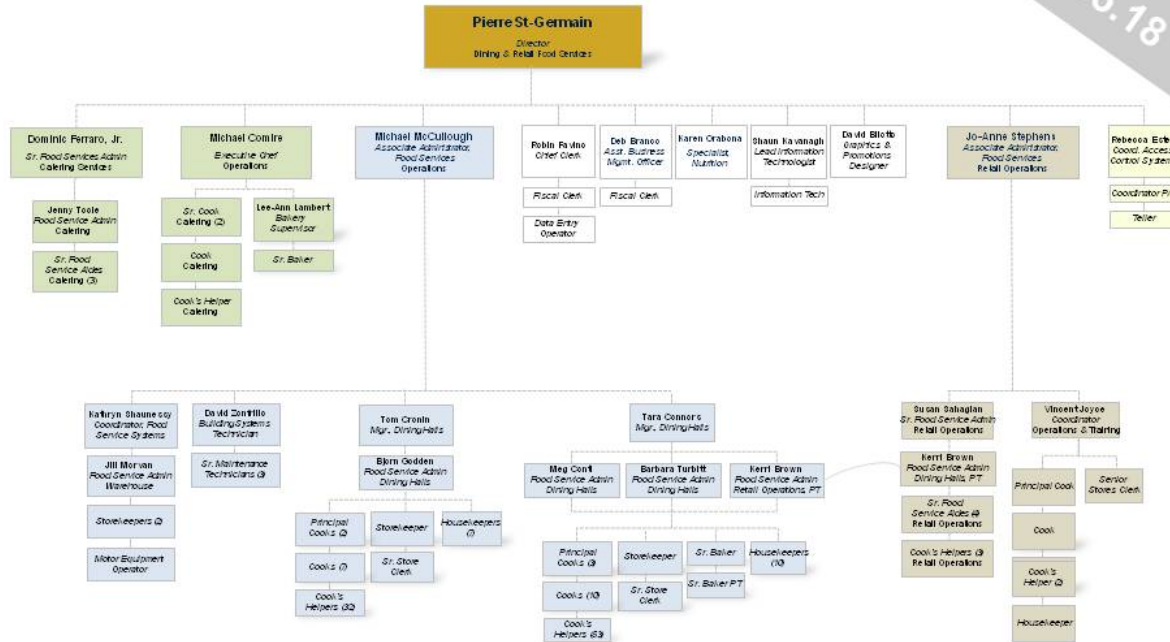 Pierre St-Germain
Director
Dining & Retail Food Services
.18
Dominic Ferraro, Jr.
Sr. Food Services Admin
Catering Services
Jenny Toole
Food Service Admin
Catering
Sr. Food
Service Aides
Catering (3)
Michael Comire
Executive Chef
Operations
Sr. Cook
Catering (2)
Cook
Catering
Cook's Helper
Catering
Lee-Ann Lambert
Bakery
Supervisor
Sr. Baker
Michael McCullough
Associate Administrator,
Food Services
Operations
Robin Favino
Chief Clerk
Fiscal Clerk
Data Entry
Operator
Deb Branco
Asst. Business
Mgmt. Officer
Fiscal Clerk
Karen Orabona
Specialist,
Nutrition
Shaun Kavanagh
Lead Information
Technologist
Information Tech
David Bilotta
Graphics &
Promotions
Designer
Jo-Anne Stephens
Associate Administrator,
Food Services
Retail Operations
Rebecca
Coord. Access
Control System
Coordinator
Teller
Kathryn Shaunessy
Coordinator, Food
Service Systems
Jill Morvan
Food Service Admin
Warehouse
Storekeepers (2)
Motor Equipment
Operator
David
Building Systems
Technician
Sr. Maintenance
Technicians (3)
Tom Cronin
Mgr., Dining Halls
Bjorn Godden
Food Service Admin
Dining Halls
Principal
Cooks (2)
Cooks
Cook's
Helpers (32)
Storekeeper
Sr. Store
Clerk
Housekeepers
Tara Connors
Mgr., Dining Halls
Meg Conti
Food Service Admin
Dining Halls
Barbara Turbitt
Food Service Admin
Dining Halls
Kerri Brown
Food Service Admin
Retail Operations, PT
Principal
Cooks (3)
Cooks (10)
Cook's
Helpers (53)
Storekeeper
Sr. Store
Clerk
Sr. Baker
Sr. Baker PT
Housekeepers
(10)
Susan Sahagian
Sr. Food Service Admin
Retail Operations
Kerri Brown
Food Service Admin
Dining Halls, PT
Sr. Food
Service Aides (4)
Retail Operations
Cook's Helpers (3)
Retail Operations
Vincent Joyce
Coordinator
Operations & Training
Principal Cook
Cook
Cook's
Helper (2)
Housekeeper
Senior
Stores Clerk